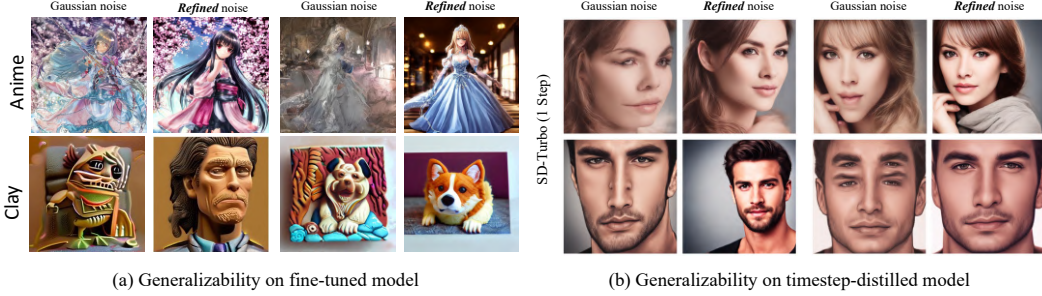 Gaussian noise Refined noise Gaussian noise Refined noise
Anime
Clay
(a) Generalizability on fine-tuned model
Gaussian noise Refined noise Gaussian noise Refined noise
SD-Turbo (1 Step)
(b) Generalizability on timestep-distilled model